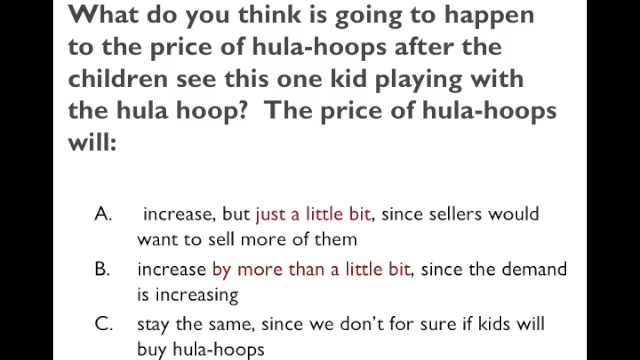 What do you think is going to happen
to the price of hula-hoops after the
children see this one kid playing with
the hula hoop? The price of hula-hoops
will:
A. increase, but just a little bit, since sellers would
want to sell more of them
B. increase by more than a little bit, since the demand
is increasing
C. stay the same, since we don't for sure if kids will
buy hula-hoops